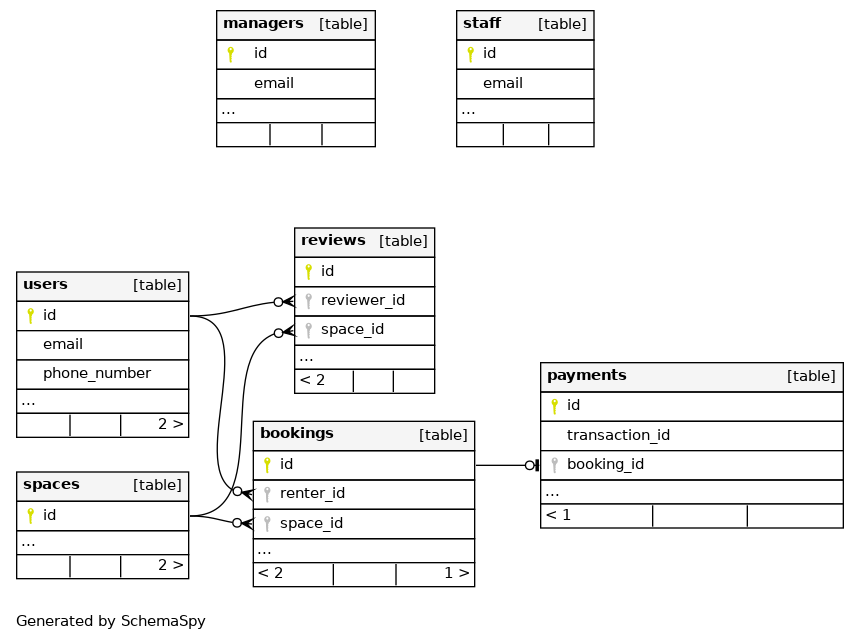 managers [table]
id
email
...
staff [table]
id
email
...
reviews [table]
id
reviewer_id
space_id
...
< 2
users [table]
id
email
phone_number
...
2 >
payments [table]
id
transaction_id
booking_id
...
< 1
bookings [table]
id
renter_id
space_id
...
< 2 1 >
spaces [table]
id
...
2 >
Generated by SchemaSpy